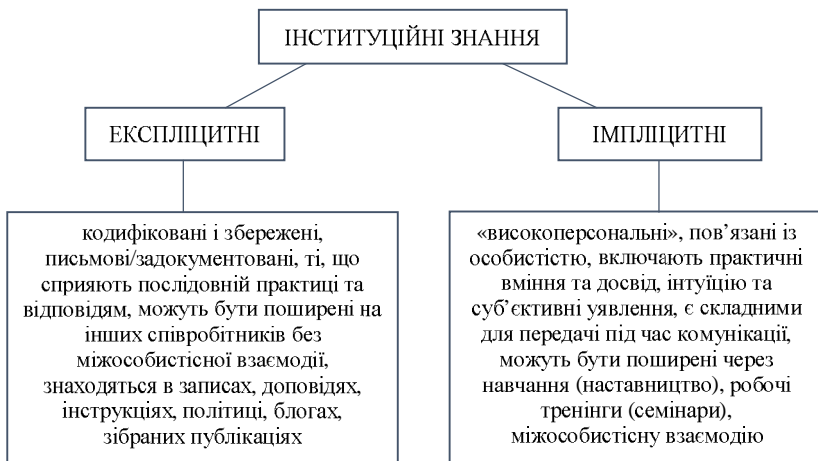 ІНСТИТУЦІЙНІ ЗНАННЯ
ЕКСПЛІЦИТНІ
ІМПЛІЦИТНІ
кодифіковані і збережені,
письмові/задокументовані, ті, що
сприяють послідовній практиці та
відповідям, можуть бути поширені на
інших співробітників без
міжособистісної взаємодії,
знаходяться в записах, доповідях,
інструкціях, політиці, блогах,
зібраних публікаціях
«високоперсональні», пов’язані із
особистістю, включають практичні
вміння та досвід, інтуїцію та
суб’єктивні уявлення, є складними
для передачі під час комунікації,
можуть бути поширені через
навчання (наставництво), робочі
тренінги (семінари),
міжособистісну взаємодію